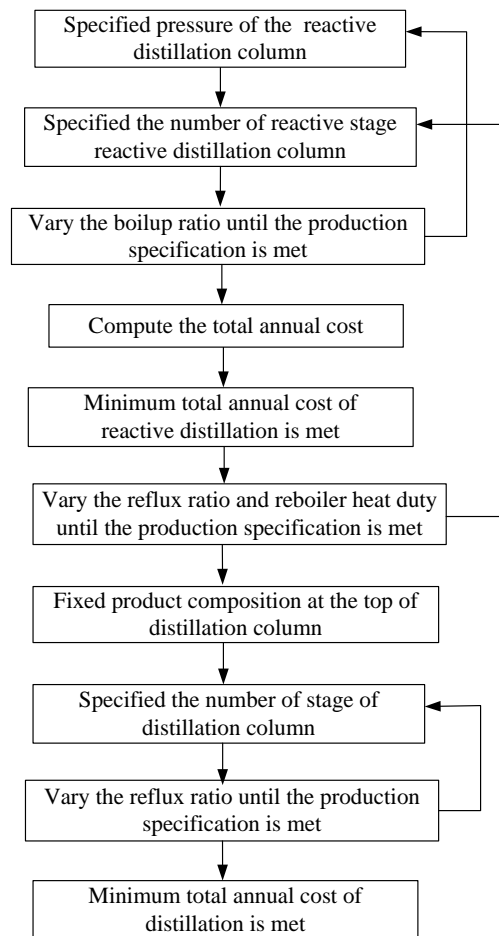 Specified pressure of the reactive
distillation column
Specified the number of reactive stage
reactive distillation column
Vary the boilup ratio until the production
specification is met
Compute the total annual cost
Minimum total annual cost of
reactive distillation is met
Vary the reflux ratio and reboiler heat duty
until the production specification is met
Fixed product composition at the top of
distillation column
Specified the number of stage of
distillation column
Vary the reflux ratio until the production
specification is met
Minimum total annual cost of
distillation is met